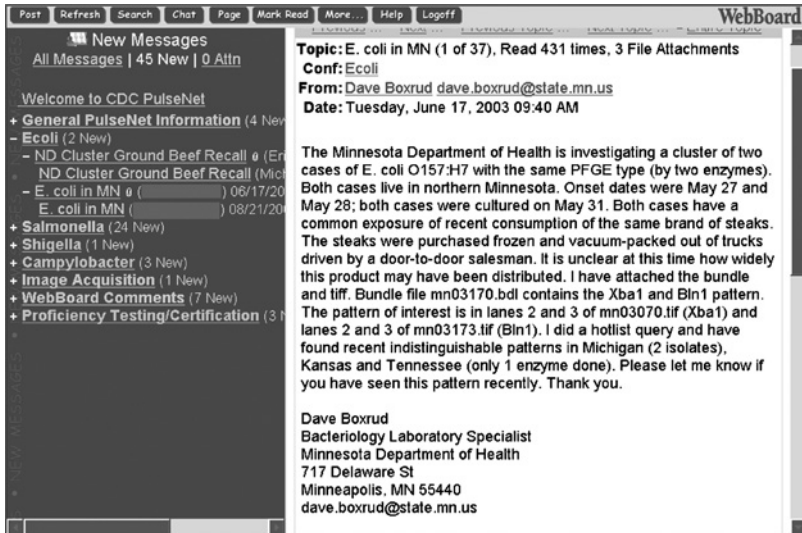 Post Refresh Search Chat Page Mark Read More... Help Logoff WebBoard
New Messages
All Messages | 45 New | 0 Attn
Welcome to CDC PulseNet
+ General PulseNet Information (4 New
– Ecoli (2 New)
– ND Cluster Ground Beef Recall (Eri
ND Cluster Ground Beef Recall (Mich
– E. coli in MN ( ) 06/17/20
E. coli in MN ( ) 08/21/20
+ Salmonella (24 New)
+ Shigella (1 New)
+ Campylobacter (3 New)
+ Image Acquisition (1 New)
+ WebBoard Comments (7 New)
+ Proficiency Testing/Certification (3 N
Topic: E. coli in MN (1 of 37), Read 431 times, 3 File Attachments
Conf: Ecoli
From: Dave Boxrud dave.boxrud@state.mn.us
Date: Tuesday, June 17, 2003 09:40 AM
The Minnesota Department of Health is investigating a cluster of two
cases of E. coli O157:H7 with the same PFGE type (by two enzymes).
Both cases live in northern Minnesota. Onset dates were May 27 and
May 28; both cases were cultured on May 31. Both cases have a
common exposure of recent consumption of the same brand of steaks.
The steaks were purchased frozen and vacuum-packed out of trucks
driven by a door-to-door salesman. It is unclear at this time how widely
this product may have been distributed. I have attached the bundle
and tiff. Bundle file mn03170.bdl contains the Xba1 and Bln1 pattern.
The pattern of interest is in lanes 2 and 3 of mn03070.tif (Xba1) and
lanes 2 and 3 of mn03173.tif (Bln1). I did a hotlist query and have
found recent indistinguishable patterns in Michigan (2 isolates),
Kansas and Tennessee (only 1 enzyme done). Please let me know if
you have seen this pattern recently. Thank you.
Dave Boxrud
Bacteriology Laboratory Specialist
Minnesota Department of Health
717 Delaware St
Minneapolis, MN 55440
dave.boxrud@state.mn.us